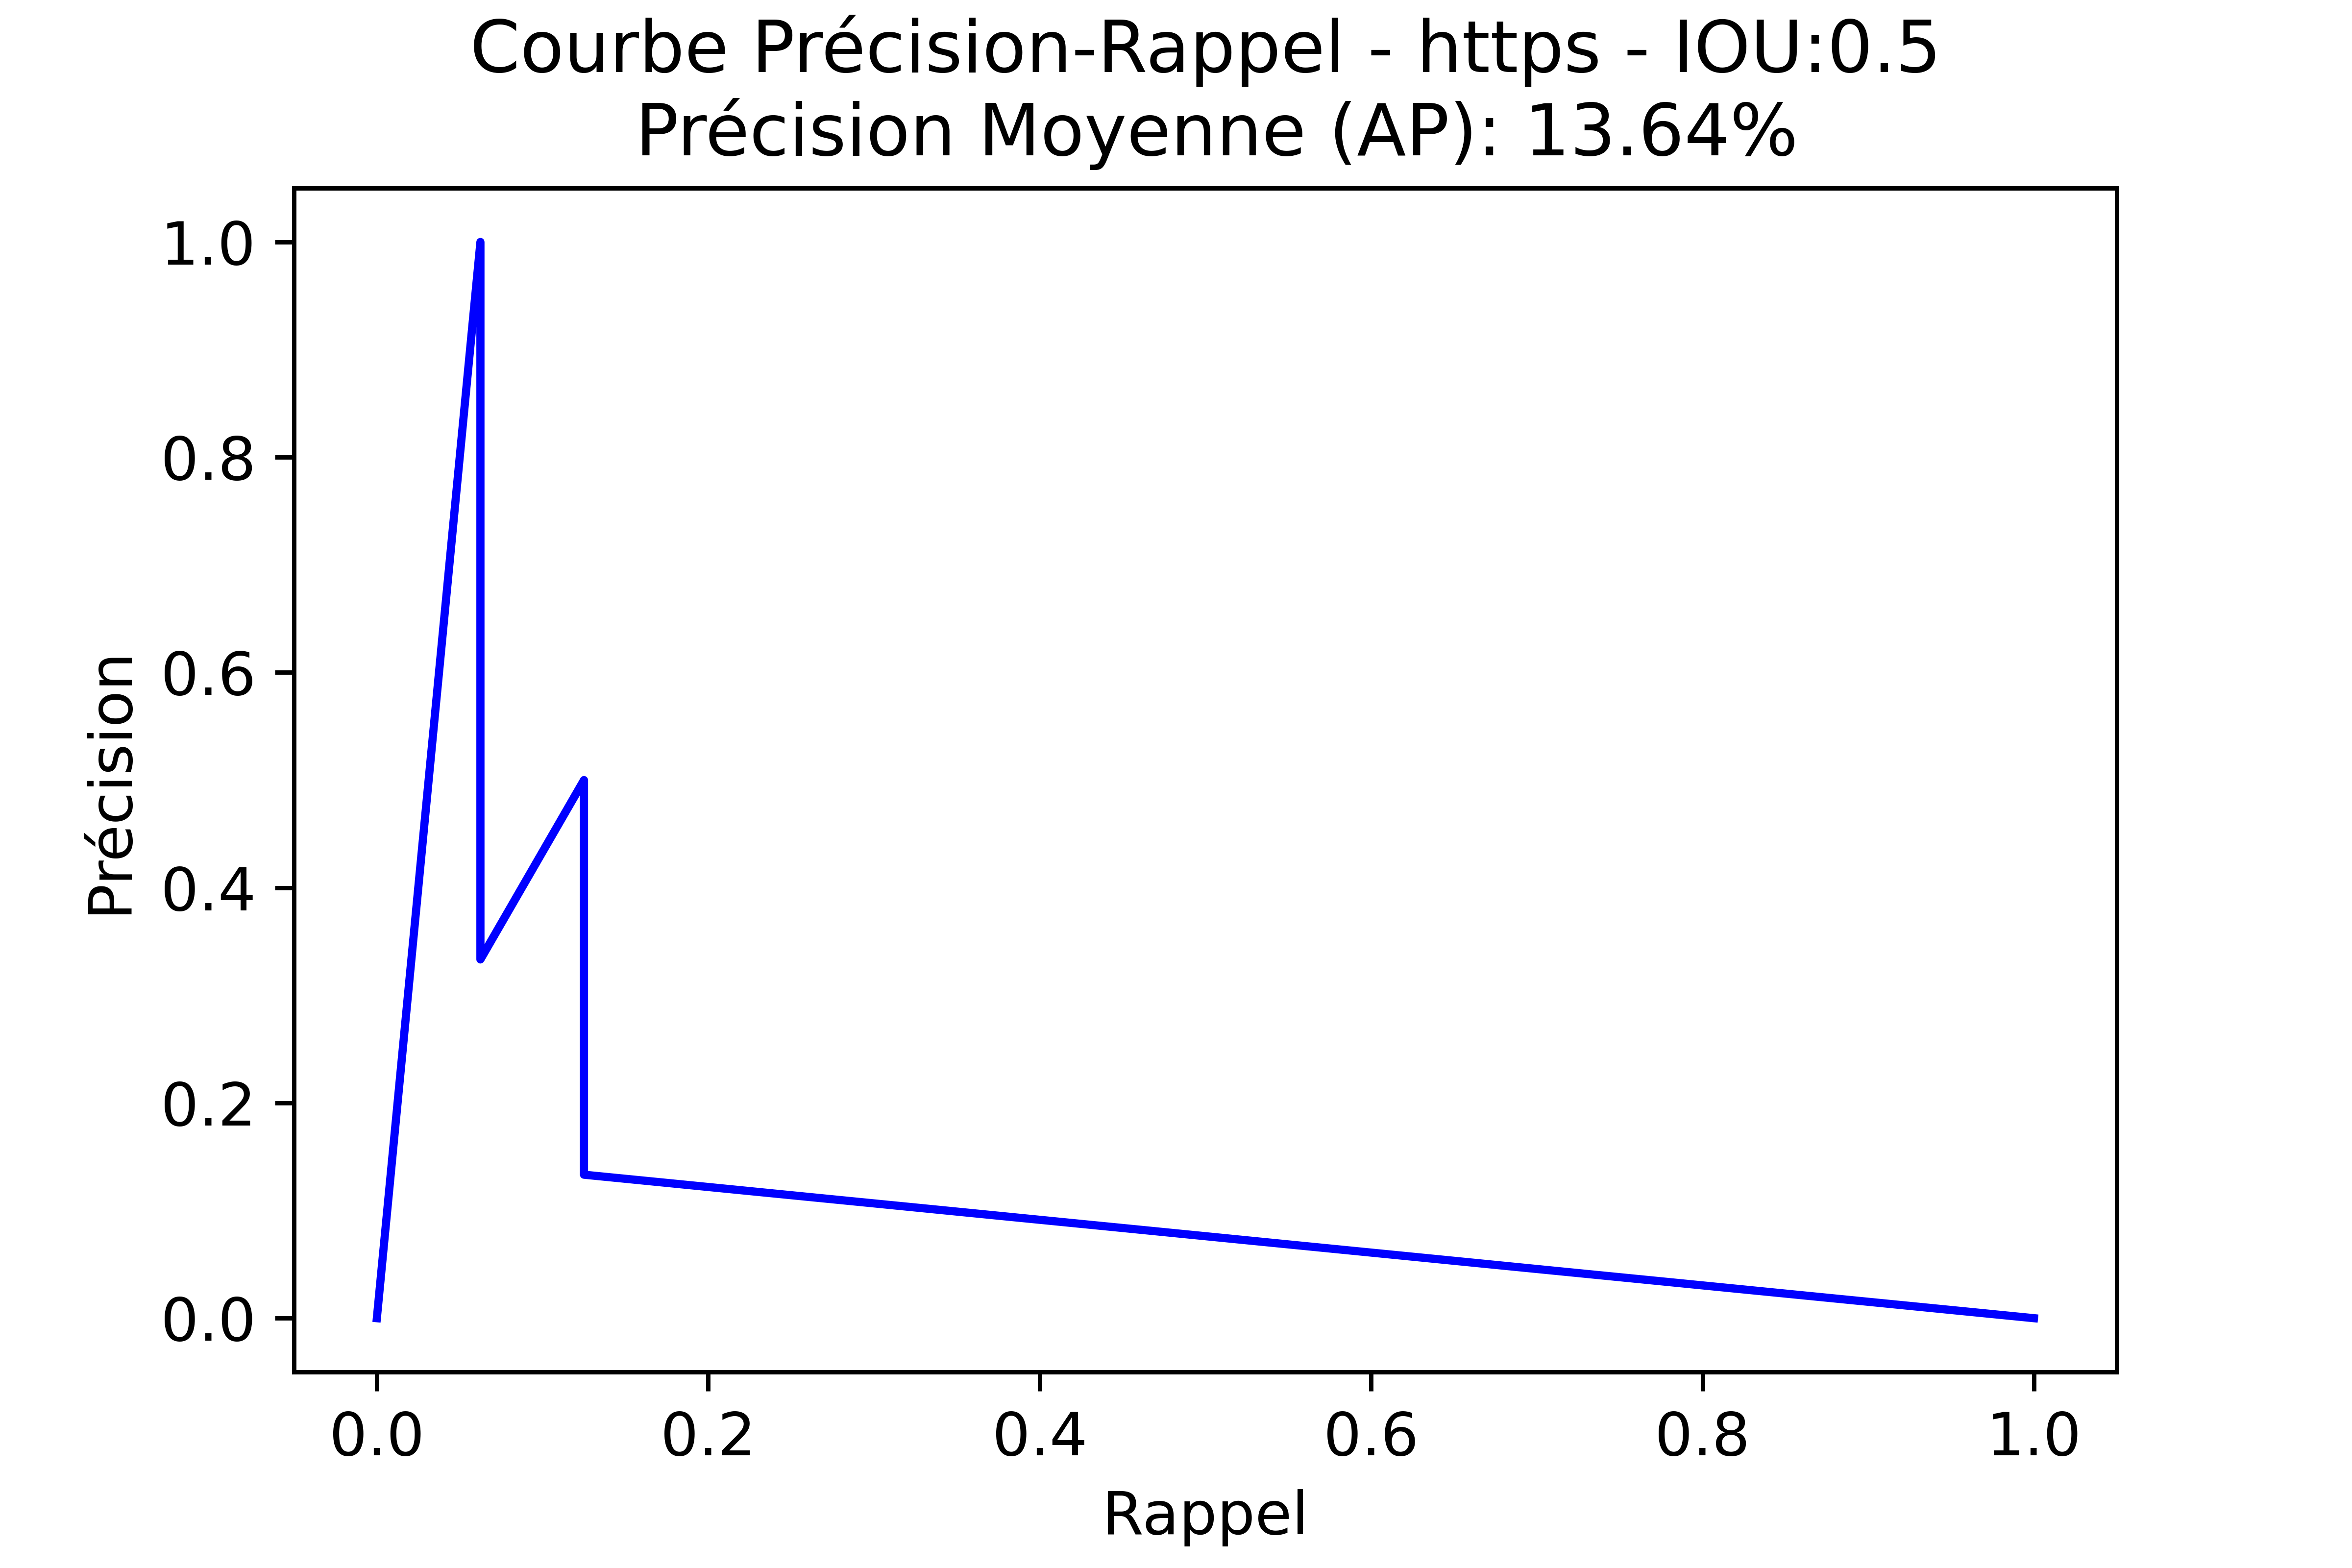 Courbe Précision-Rappel - https - IOU:0.5
Précision Moyenne (AP): 13.64%
1.0
0.8
0.6
0.4
0.2
0.0
Précision
0.0 0.2 0.4 0.6 0.8 1.0
Rappel